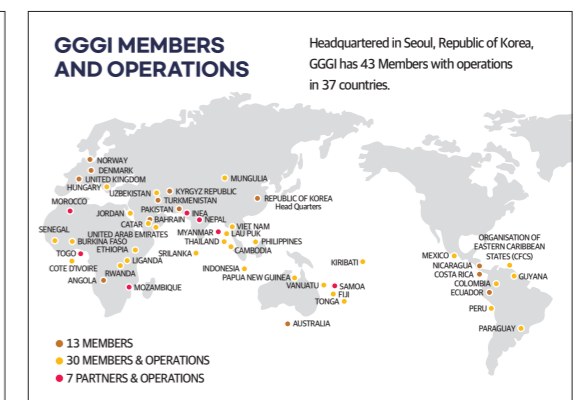 GGGI MEMBERS
AND OPERATIONS
Headquartered in Seoul, Republic of Korea,
GGGI has 43 Members with operations
in 37 countries.
NORWAY
DENMARK
UNITED KINGDOM
HUNGARY
UZBEKISTAN
MOROCCO
MUNGULIA
KYRGYZ REPUBLIC
TURKMENISTAN
REPUBLIC OF KOREA
Head Quarters
PAKISTAN
INEA
JORDAN
BAHRAIN
NEPAL
SENEGAL
CATAR
UNITED ARAB EMIRATES
MYANMAR
VIET NAM
LAU PUK
BURKINA FASO
THAILAND
PHILIPPINES
TOGO
ETHIOPIA
CAMBODIA
SRILANKA
COTE D'IVOIRE
UGANDA
RWANDA
INDONESIA
KIRIBATI
ANGOLA
MOZAMBIQUE
PAPUA NEW GUINEA
VANUATU
SAMOA
FIJI
TONGA
AUSTRALIA
ORGANISATION OF
EASTERN CARIBBEAN
STATES (CFCS)
MEXICO
NICARAGUA
COSTA RICA
GUYANA
COLOMBIA
ECUADOR
PERU
PARAGUAY
13 MEMBERS
30 MEMBERS & OPERATIONS
7 PARTNERS & OPERATIONS